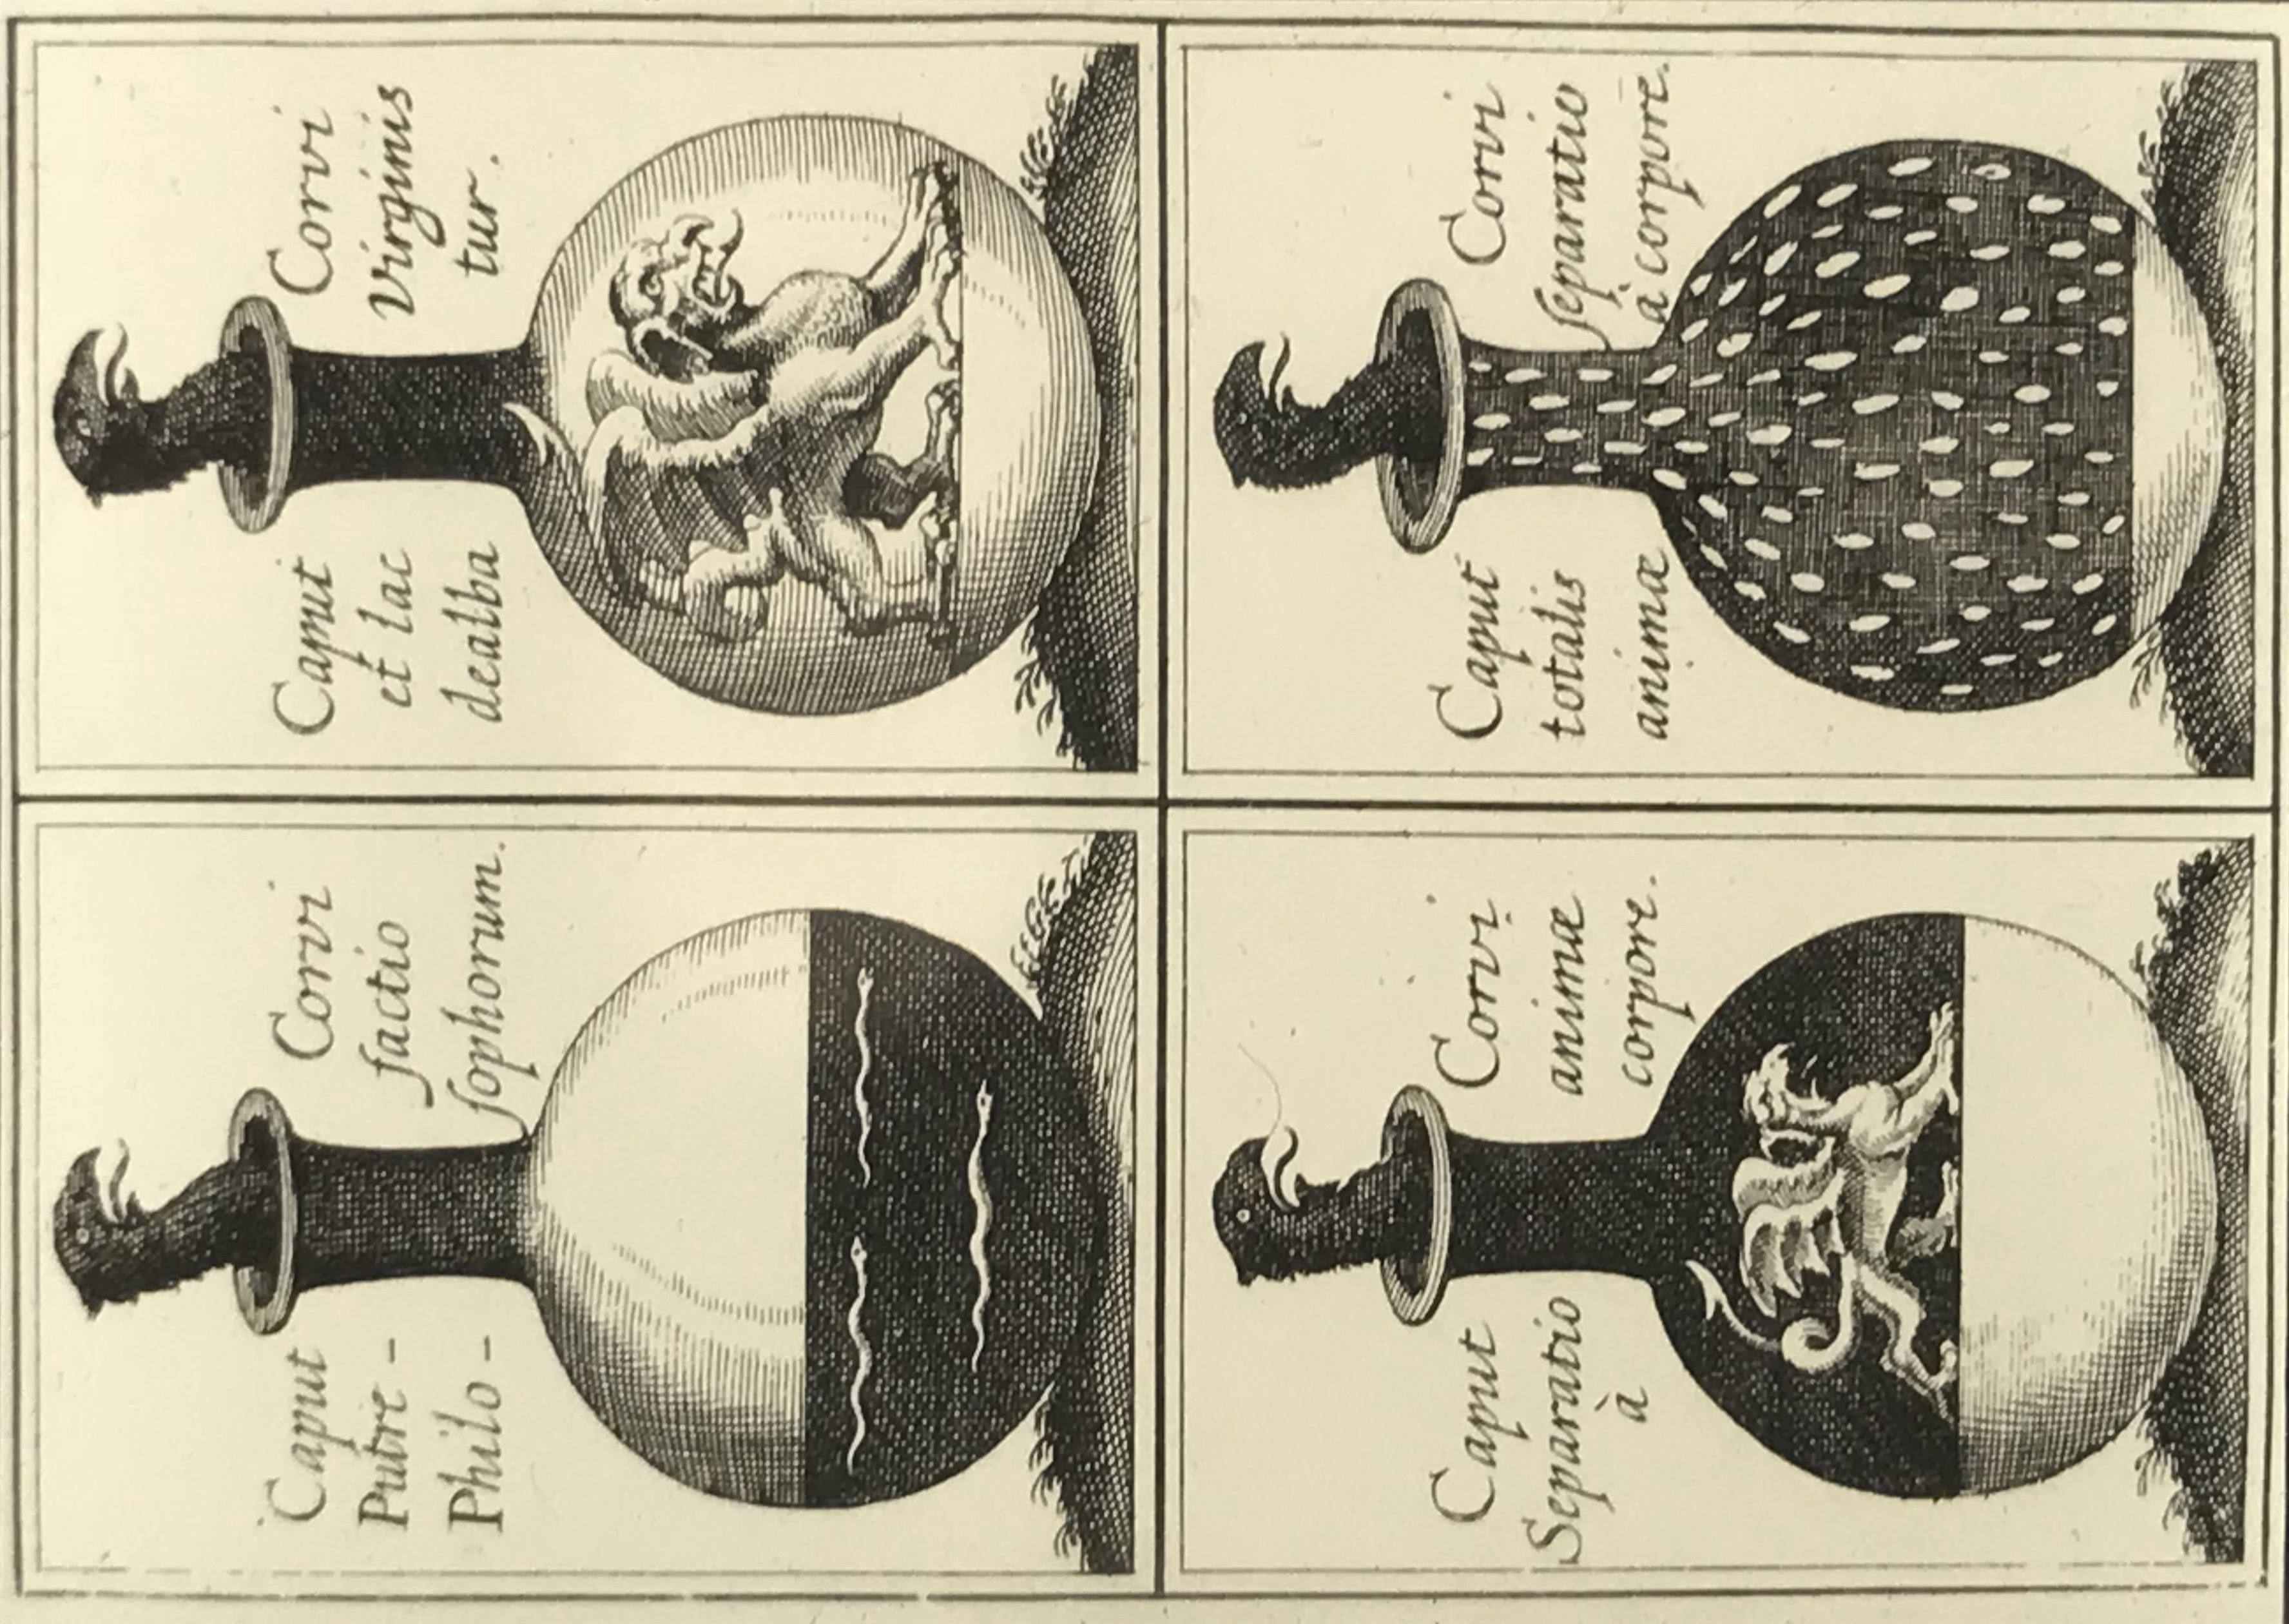 Caput Corvi
Putre- factio
Philo- ſophorum.
Caput Corvi
et lac Virginis
dealba tur.
Caput Corvi
Separatio animæ
à corpore.
Caput Corvi
totalis ſeparatio
animæ à corpore.